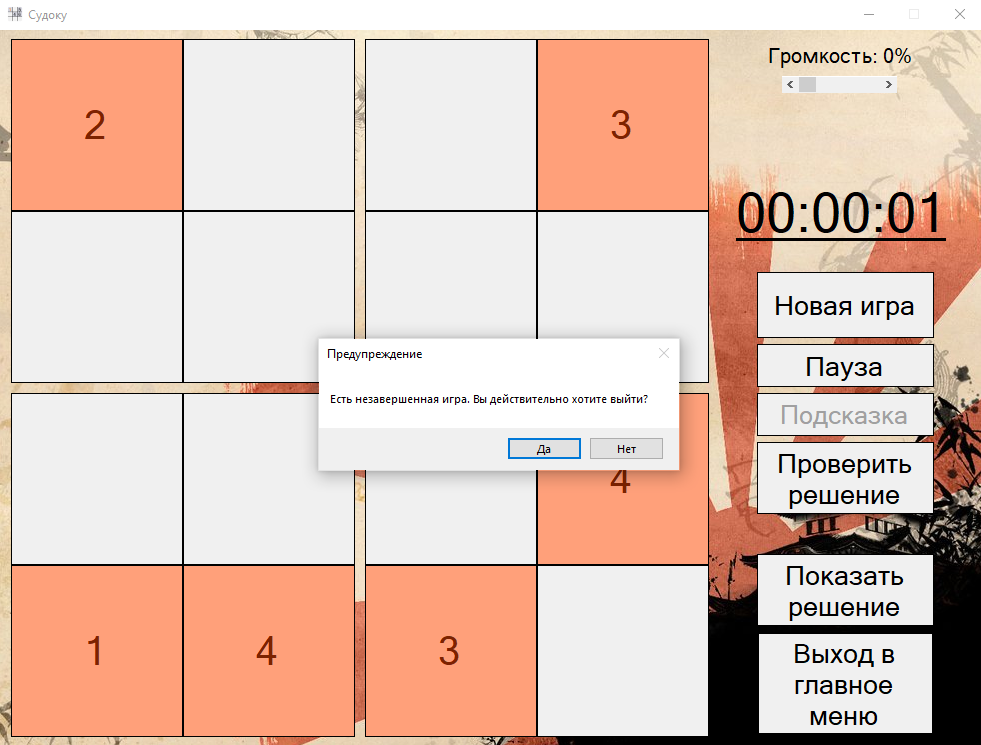 Судоку
Громкость: 0%
2
3
00:00:01
Новая игра
Предупреждение
Есть незавершенная игра. Вы действительно хотите выйти?
Да
Нет
Пауза
Подсказка
4
Проверить
решение
1
4
3
Показать
решение
Выход в
главное
меню